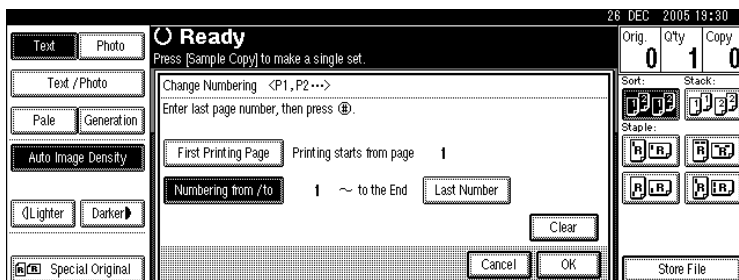 26 DEC 2005 19:30
Text Photo
Text / Photo
Pale Generation
Auto Image Density
Lighter Darker
Special Original
Ready
Press [Sample Copy] to make a single set.
Change Numbering <P1,P2···>
Enter last page number, then press ⊕.
First Printing Page Printing starts from page 1
Numbering from /to 1 ~ to the End Last Number
Clear
Cancel OK
Orig. Q'ty Copy
0 1 0
Sort: Stack:
Staple:
Store File